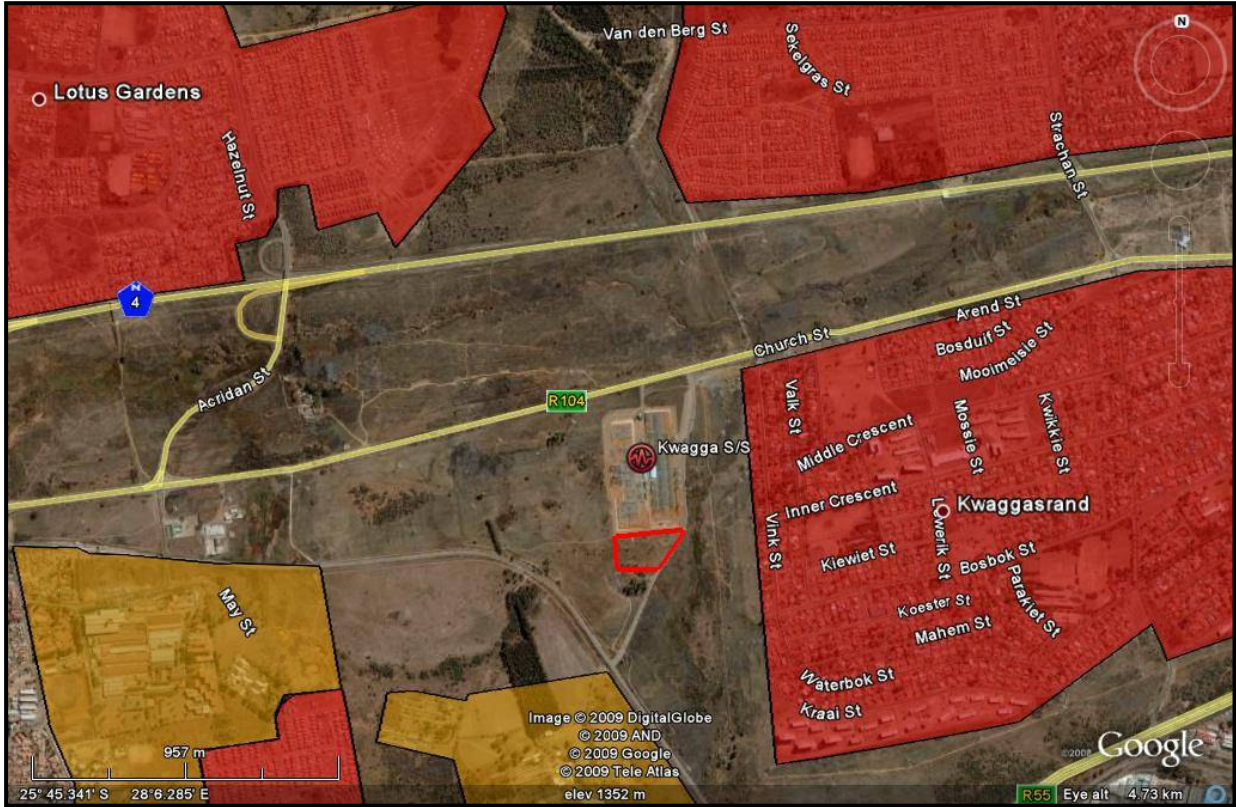 Van den Berg St
Sekelgras St
N
Lotus Gardens
Hazelnut St
Strachan St
N
4
Acridan St
Church St
Arend St
Bosduif St
Mooimeisie St
R104
Valk St
Middle Crescent
Mossie St
Kwikkie St
Kwagga S/S
Inner Crescent
Vink St
Lewerik St
Kwaggasrand
Kiewiet St
Bosbok St
Parakiet St
Koester St
Mahem St
May St
Waterbok St
Kraai St
Image © 2009 DigitalGlobe
© 2009 AND
© 2009 Google
© 2009 Tele Atlas
©2008 Google
957 m
25° 45.341' S 28°6.285' E
elev 1352 m
R55
Eye alt 4.73 km